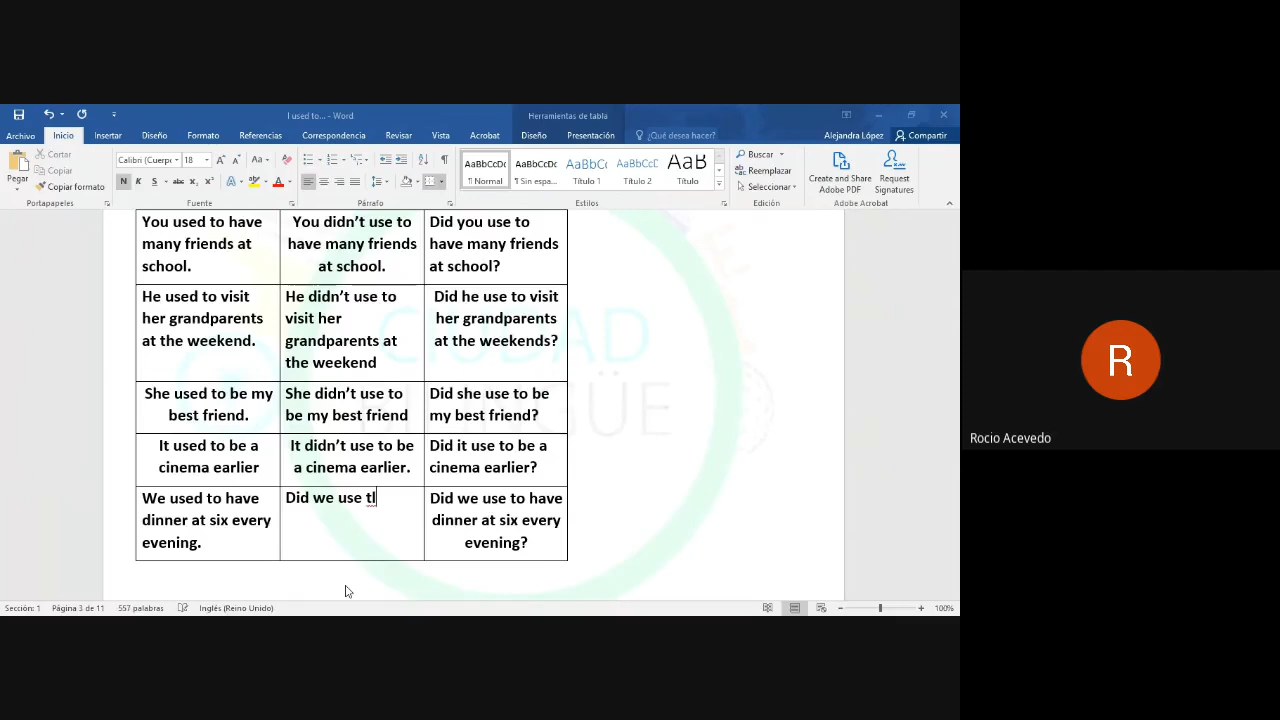 I used to... - Word
Herramientas de tabla
Archivo Inicio Insertar Diseño Formato Referencias Correspondencia Revisar Vista Acrobat Diseño Presentación ¿Qué desea hacer? Alejandra López Compartir
Pegar
Cortar
Copiar
Copiar formato
Portapapeles
Calibri (Cuerp 18
Aa
N K S abc x₂ x²
Fuente
Párrafo
AaBbCcDc AaBbCcDc AaBbCc AaBbCcD AaB
¶ Normal ¶ Sin espa... Título 1 Título 2 Título
Estilos
Buscar
Reemplazar
Seleccionar
Edición
Create and Share
Adobe PDF
Request
Signatures
Adobe Acrobat
You used to have
many friends at
school.
You didn't use to
have many friends
at school.
Did you use to
have many friends
at school?
He used to visit
her grandparents
at the weekend.
He didn't use to
visit her
grandparents at
the weekend
Did he use to visit
her grandparents
at the weekends?
She used to be my
best friend.
She didn't use to
be my best friend
Did she use to be
my best friend?
It used to be a
cinema earlier
It didn't use to be
a cinema earlier.
Did it use to be a
cinema earlier?
We used to have
dinner at six every
evening.
Did we use t
Did we use to have
dinner at six every
evening?
CIUDAD
BILINGÜE
Sección: 1 Página 3 de 11 557 palabras Inglés (Reino Unido) 100%
R
Rocio Acevedo